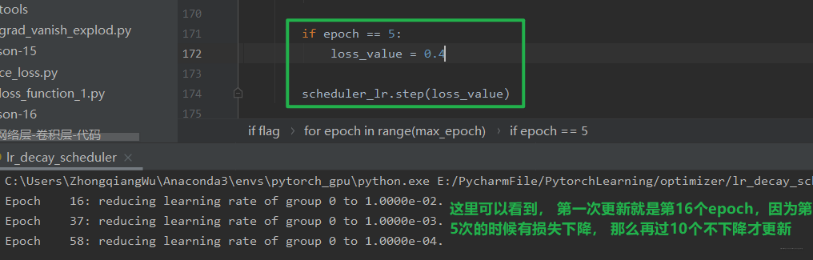 tools
grad_vanish_explod.py
son-15
ce_loss.py
loss_function_1.py
son-16
网络层-卷积层-代码
170
171 if epoch == 5:
172 loss_value = 0.4
173
174 scheduler_lr.step(loss_value)
175
if flag › for epoch in range(max_epoch) › if epoch == 5
lr_decay_scheduler ×
C:\Users\ZhongqiangWu\Anaconda3\envs\pytorch_gpu\python.exe E:/PycharmFile/PytorchLearning/optimizer/lr_decay_sc
Epoch 16: reducing learning rate of group 0 to 1.0000e-02.
Epoch 37: reducing learning rate of group 0 to 1.0000e-03.
Epoch 58: reducing learning rate of group 0 to 1.0000e-04.
这里可以看到， 第一次更新就是第16个epoch，因为第
5次的时候有损失下降， 那么再过10个不下降才更新